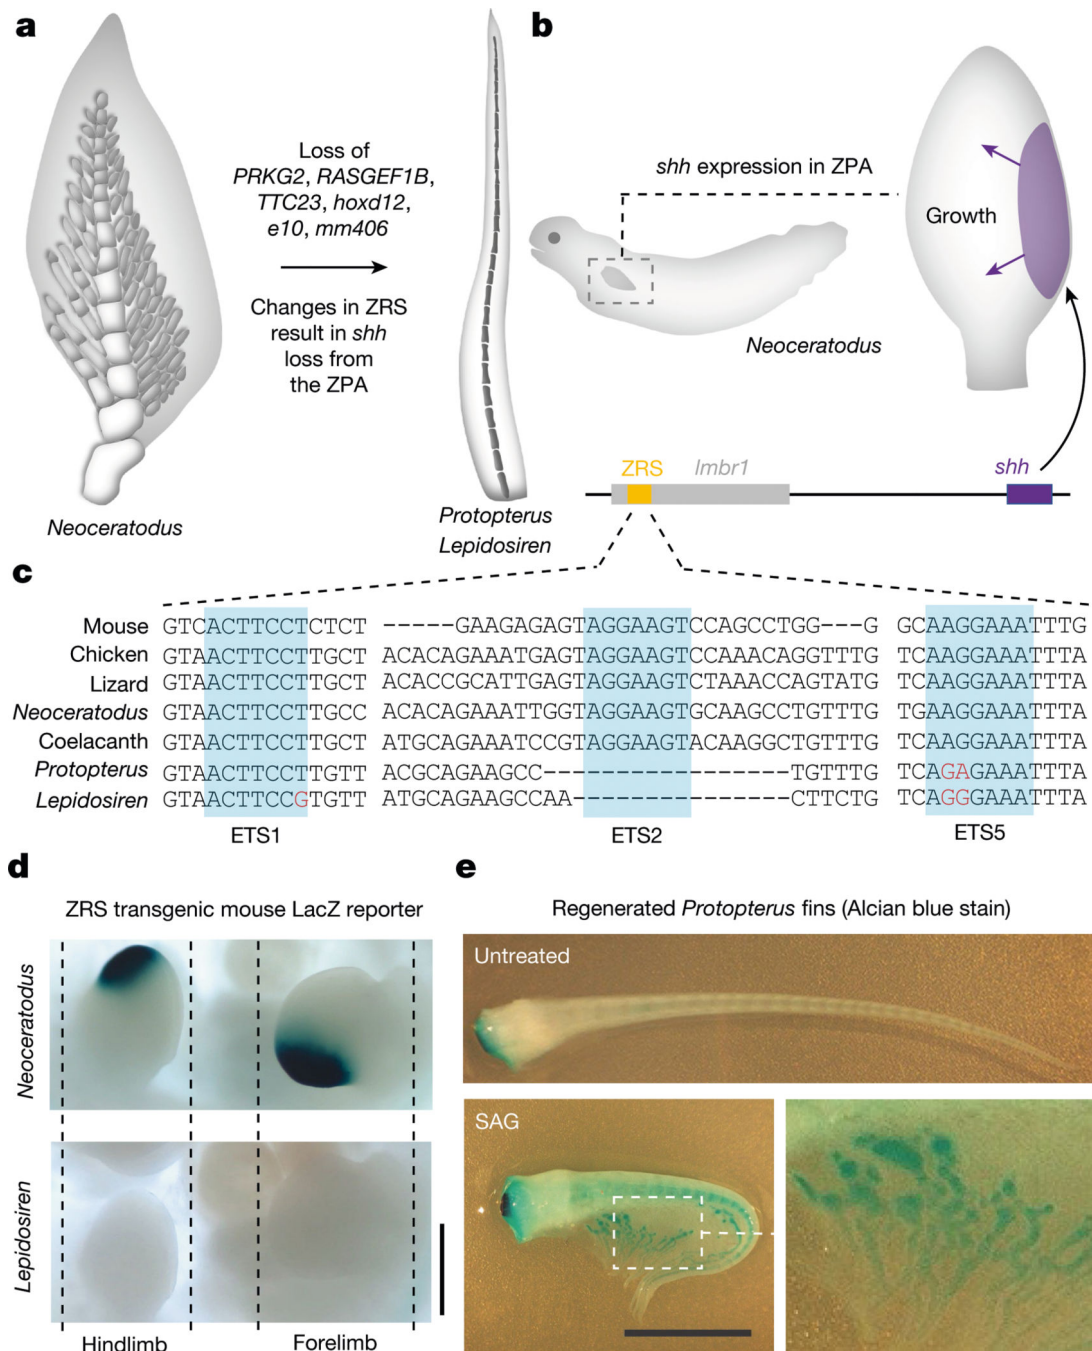 a
Loss of
PRKG2, RASGEF1B,
TTC23, hoxd12,
e10, mm406
Changes in ZRS
result in shh
loss from
the ZPA
Neoceratodus
Protopterus
Lepidosiren
b
shh expression in ZPA
Growth
Neoceratodus
ZRS
lmbr1
shh
c
Mouse GTCACTTCCTCTCT -----GAAGAGAGTAGGAAGTCCAGCCTGG---G GCAAGGAAATTTG
Chicken GTAACTTCCTTGCT ACACAGAAATGAGTAGGAAGTCCAAACAGGTTTG TCAAGGAAATTTA
Lizard GTAACTTCCTTGCT ACACCGCATTGAGTAGGAAGTCTAAACCAGTATG TCAAGGAAATTTA
Neoceratodus GTAACTTCCTTGCC ACACAGAAATTGGTAGGAAGTGCAAGCCTGTTTG TGAAGGAAATTTA
Coelacanth GTAACTTCCTTGCT ATGCAGAAATCCGTAGGAAGTACAAGGCTGTTTG TCAAGGAAATTTA
Protopterus GTAACTTCCTTGTT ACGCAGAAGCC-----------------TGTTTG TCAGAGAAATTTA
Lepidosiren GTAACTTCCGTGTT ATGCAGAAGCCAA---------------CTTCTG TCAGGGAAATTTA
ETS1 ETS2 ETS5
d
ZRS transgenic mouse LacZ reporter
Neoceratodus
Lepidosiren
Hindlimb Forelimb
e
Regenerated Protopterus fins (Alcian blue stain)
Untreated
SAG